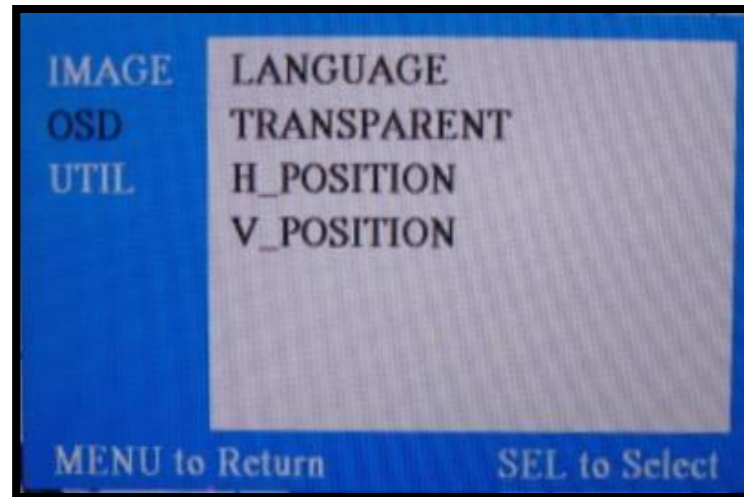 IMAGE LANGUAGE
OSD TRANSPARENT
UTIL H_POSITION
V_POSITION
MENU to Return SEL to Select